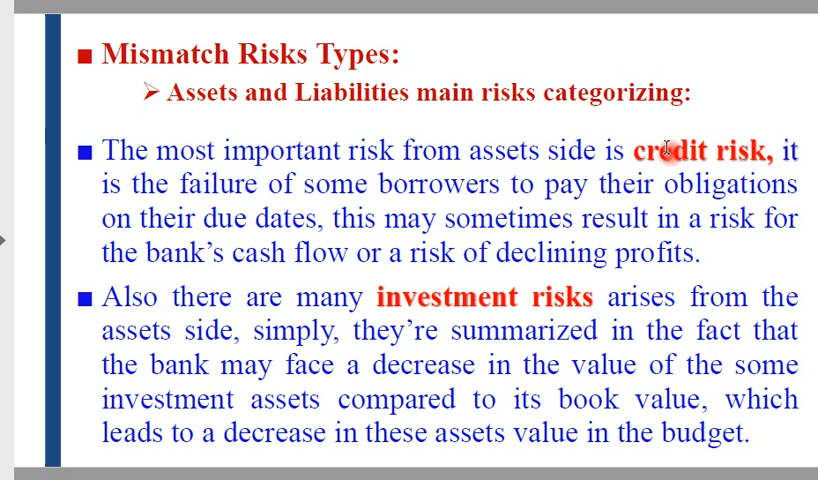 Mismatch Risks Types:
Assets and Liabilities main risks categorizing:
The most important risk from assets side is credit risk, it
is the failure of some borrowers to pay their obligations
on their due dates, this may sometimes result in a risk for
the bank's cash flow or a risk of declining profits.
Also there are many investment risks arises from the
assets side, simply, they're summarized in the fact that
the bank may face a decrease in the value of the some
investment assets compared to its book value, which
leads to a decrease in these assets value in the budget.